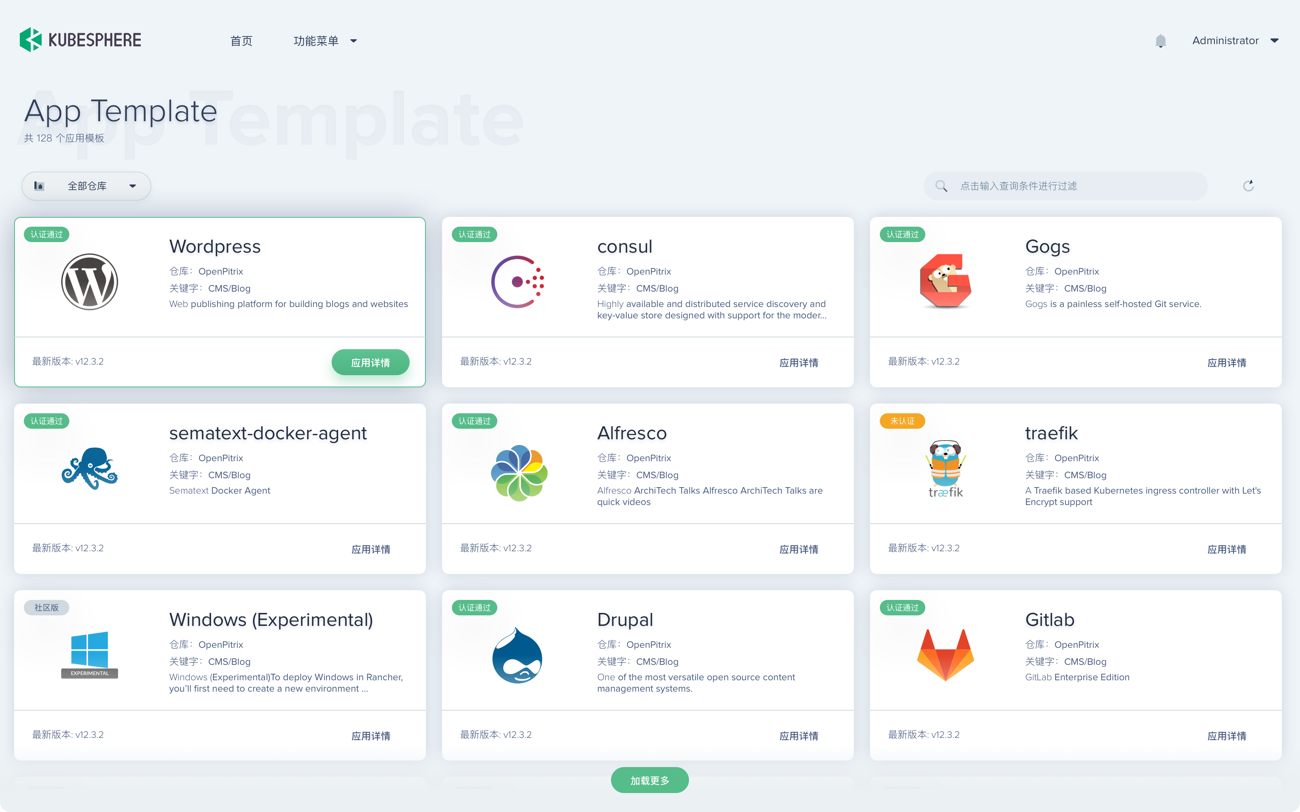 KUBESPHERE
首页
功能菜单
Administrator
App Template
App Template
共 128 个应用模板
全部仓库
点击输入查询条件进行过滤
认证通过
Wordpress
仓库： OpenPitrix
关键字： CMS/Blog
Web publishing platform for building blogs and websites
最新版本: v12.3.2
应用详情
认证通过
consul
仓库： OpenPitrix
关键字： CMS/Blog
Highly available and distributed service discovery and
key-value store designed with support for the moder...
最新版本: v12.3.2
应用详情
认证通过
Gogs
仓库： OpenPitrix
关键字： CMS/Blog
Gogs is a painless self-hosted Git service.
最新版本: v12.3.2
应用详情
认证通过
sematext-docker-agent
仓库： OpenPitrix
关键字： CMS/Blog
Sematext Docker Agent
最新版本: v12.3.2
应用详情
认证通过
Alfresco
仓库： OpenPitrix
关键字： CMS/Blog
Alfresco ArchiTech Talks Alfresco ArchiTech Talks are
quick videos
最新版本: v12.3.2
应用详情
未认证
træfik
traefik
仓库： OpenPitrix
关键字： CMS/Blog
A Traefik based Kubernetes ingress controller with Let's
Encrypt support
最新版本: v12.3.2
应用详情
社区版
EXPERIMENTAL
Windows (Experimental)
仓库： OpenPitrix
关键字： CMS/Blog
Windows (Experimental)To deploy Windows in Rancher,
you’ll first need to create a new environment ...
最新版本: v12.3.2
应用详情
认证通过
Drupal
仓库： OpenPitrix
关键字： CMS/Blog
One of the most versatile open source content
management systems.
最新版本: v12.3.2
应用详情
认证通过
Gitlab
仓库： OpenPitrix
关键字： CMS/Blog
GitLab Enterprise Edition
最新版本: v12.3.2
应用详情
加载更多